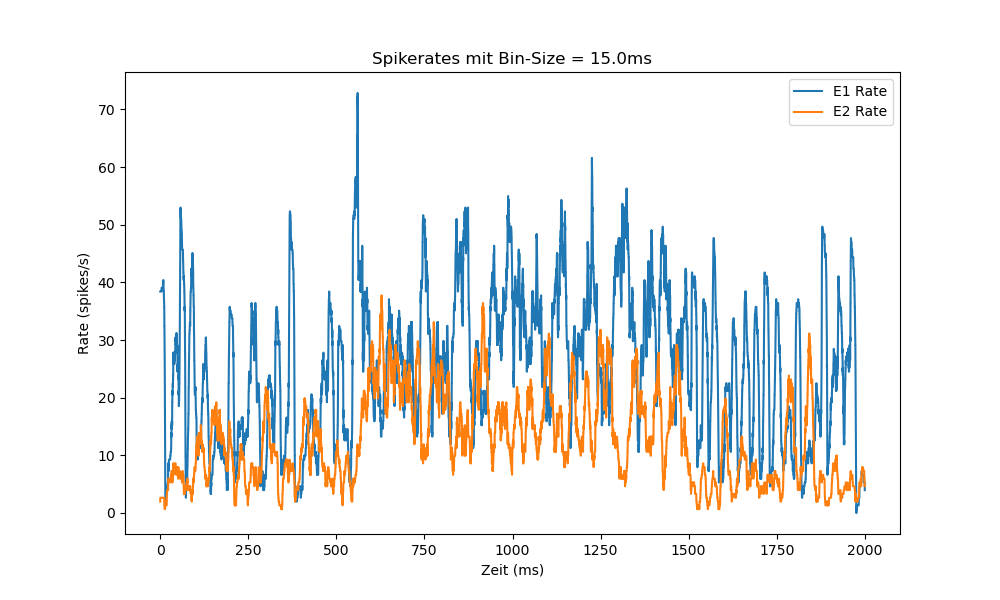 Spikerates mit Bin-Size = 15.0ms
E1 Rate
E2 Rate
70
60
50
40
30
20
10
0
Rate (spikes/s)
0 250 500 750 1000 1250 1500 1750 2000
Zeit (ms)